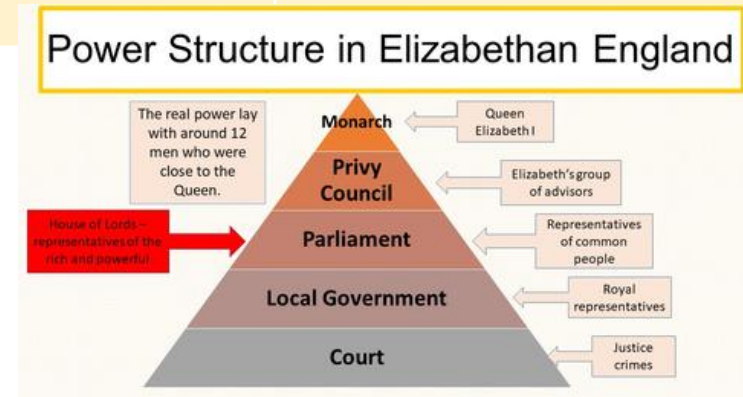 Power Structure in Elizabethan England
The real power lay
with around 12
men who were
close to the
Queen.
Monarch
Queen
Elizabeth I
Privy
Council
Elizabeth's group
of advisors
House of Lords –
representatives of the
rich and powerful
Parliament
Representatives
of common
people
Local Government
Royal
representatives
Court
Justice
crimes